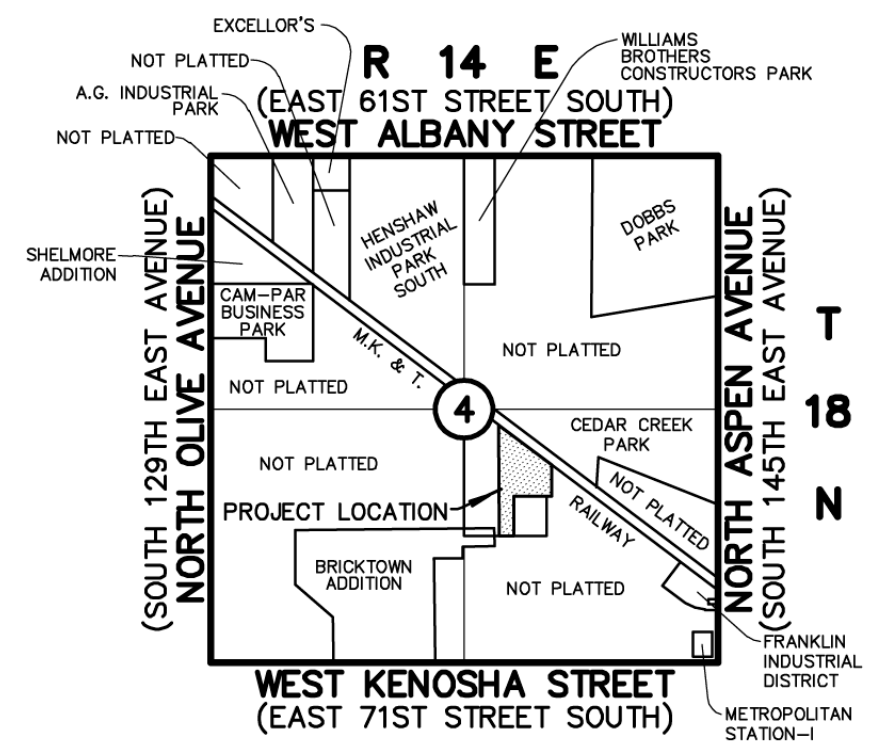 EXCELLOR'S
NOT PLATTED
A.G. INDUSTRIAL
PARK
NOT PLATTED
R 14 E
(EAST 61ST STREET SOUTH)
WEST ALBANY STREET
WILLIAMS
BROTHERS
CONSTRUCTORS PARK
(SOUTH 129TH EAST AVENUE)
NORTH OLIVE AVENUE
SHELMORE
ADDITION
HENSHAW
INDUSTRIAL
PARK
SOUTH
DOBBS
PARK
CAM-PAR
BUSINESS
PARK
M.K. & T.
NOT PLATTED
NOT PLATTED
4
NORTH ASPEN AVENUE
(SOUTH 145TH EAST AVENUE)
T
18
N
CEDAR CREEK
PARK
NOT PLATTED
NOT PLATTED
PROJECT LOCATION
RAILWAY
BRICKTOWN
ADDITION
NOT PLATTED
FRANKLIN
INDUSTRIAL
DISTRICT
WEST KENOSHA STREET
(EAST 71ST STREET SOUTH)
METROPOLITAN
STATION-I